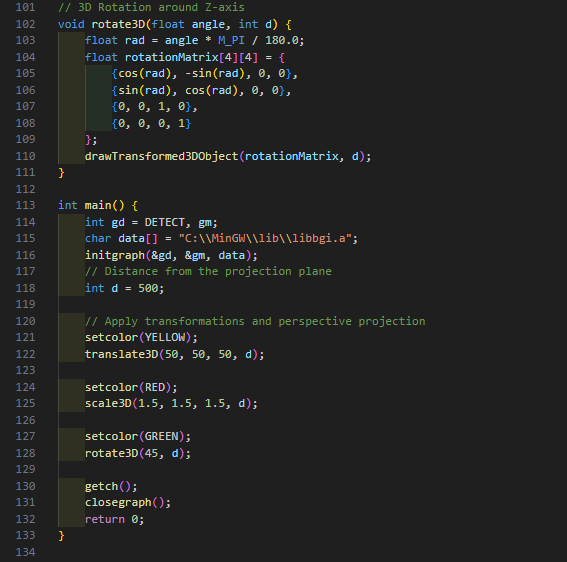 101 // 3D Rotation around Z-axis
102 void rotate3D(float angle, int d) {
103     float rad = angle * M_PI / 180.0;
104     float rotationMatrix[4][4] = {
105         {cos(rad), -sin(rad), 0, 0},
106         {sin(rad), cos(rad), 0, 0},
107         {0, 0, 1, 0},
108         {0, 0, 0, 1}
109     };
110     drawTransformed3DObject(rotationMatrix, d);
111 }
112
113 int main() {
114     int gd = DETECT, gm;
115     char data[] = "C:\\MinGW\\lib\\libbgi.a";
116     initgraph(&gd, &gm, data);
117     // Distance from the projection plane
118     int d = 500;
119
120     // Apply transformations and perspective projection
121     setcolor(YELLOW);
122     translate3D(50, 50, 50, d);
123
124     setcolor(RED);
125     scale3D(1.5, 1.5, 1.5, d);
126
127     setcolor(GREEN);
128     rotate3D(45, d);
129
130     getch();
131     closegraph();
132     return 0;
133 }
134